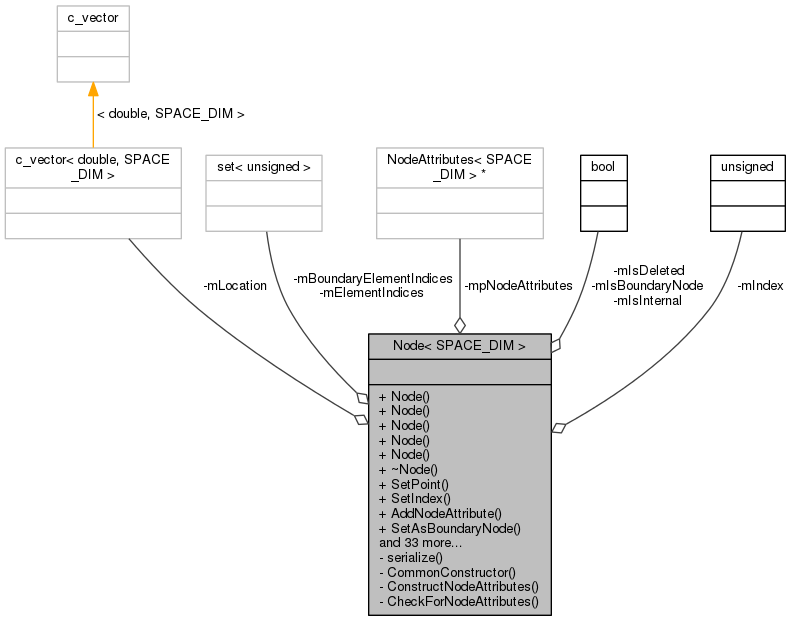 c_vector
< double, SPACE_DIM >
c_vector< double, SPACE
_DIM >
set< unsigned >
NodeAttributes< SPACE
_DIM > *
bool
unsigned
-mLocation
-mBoundaryElementIndices
-mElementIndices
-mpNodeAttributes
-mIsDeleted
-mIsBoundaryNode
-mIsInternal
-mIndex
Node< SPACE_DIM >
+ Node()
+ Node()
+ Node()
+ Node()
+ Node()
+ ~Node()
+ SetPoint()
+ SetIndex()
+ AddNodeAttribute()
+ SetAsBoundaryNode()
and 33 more...
- serialize()
- CommonConstructor()
- ConstructNodeAttributes()
- CheckForNodeAttributes()